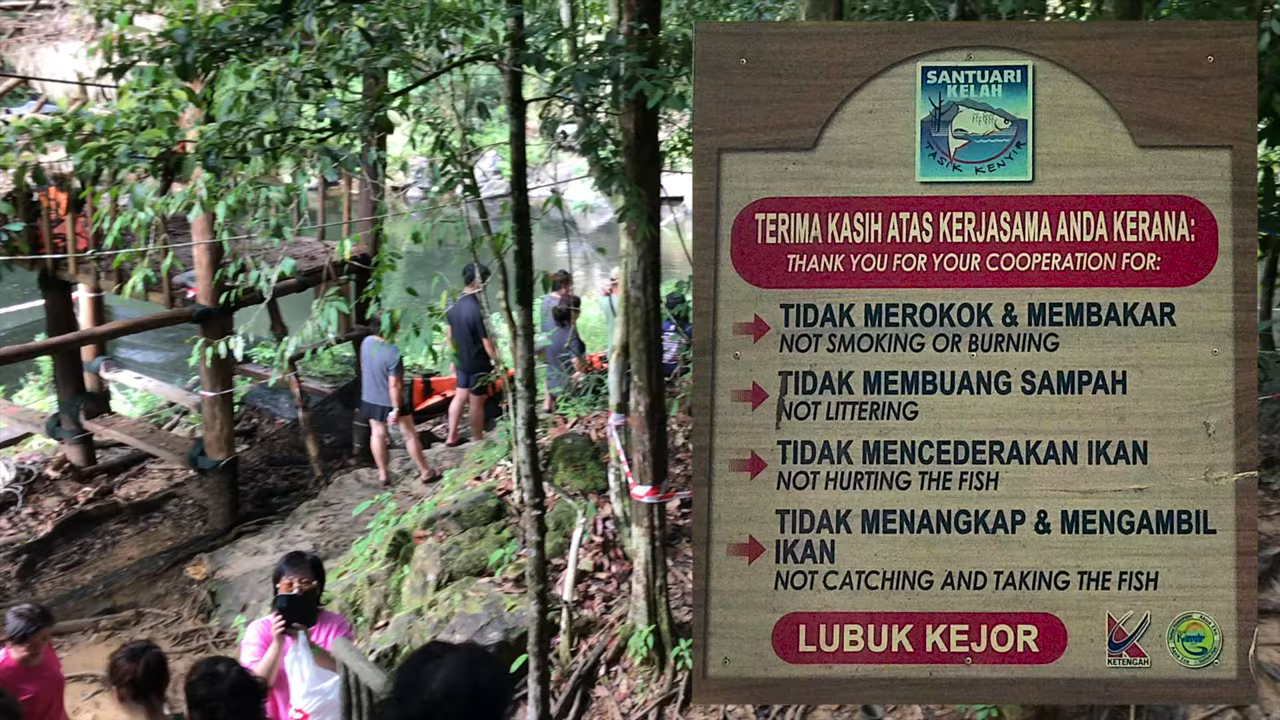 SANTUARI
KELAH
TASIK KENYIR
TERIMA KASIH ATAS KERJASAMA ANDA KERANA:
THANK YOU FOR YOUR COOPERATION FOR:
TIDAK MEROKOK & MEMBAKAR
NOT SMOKING OR BURNING
TIDAK MEMBUANG SAMPAH
NOT LITTERING
TIDAK MENCEDERAKAN IKAN
NOT HURTING THE FISH
TIDAK MENANGKAP & MENGAMBIL
IKAN
NOT CATCHING AND TAKING THE FISH
LUBUK KEJOR
KETENGAH